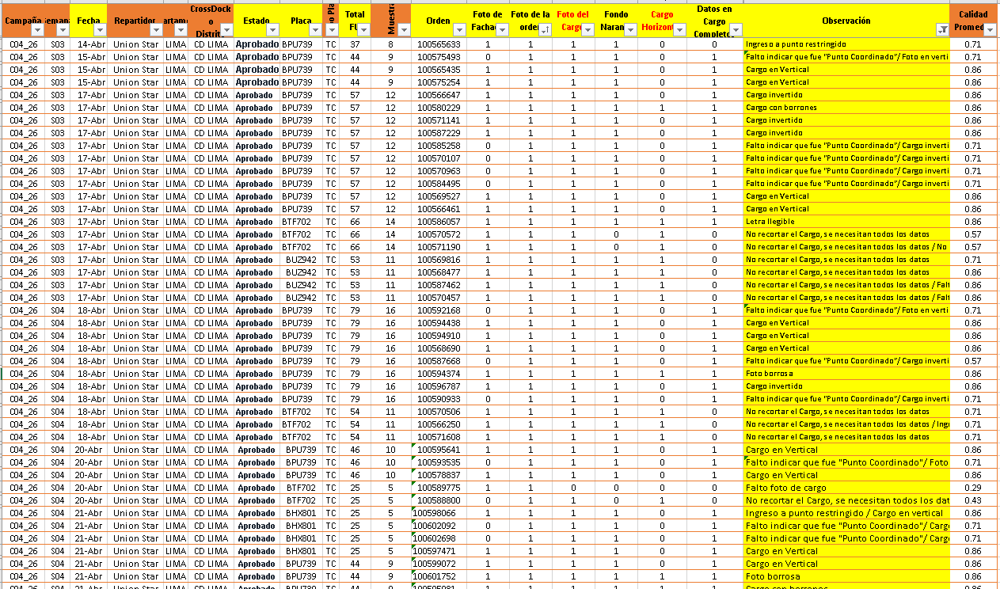 Campaña Fecha Repartidor CrossDock o Distrit Estado Placa Total Muestra Orden Foto de Fachad Foto de la orde Foto del Carg Fondo Naran Cargo Horizont Datos en Cargo Complet Observación Calidad Promed
C04_26 S03 14-Abr Union Star LIMA CD LIMA Aprobado BPU739 TC 37 8 100565633 1 1 1 1 0 0 Ingreso a punto restringido 0.71
C04_26 S03 15-Abr Union Star LIMA CD LIMA Aprobado BPU739 TC 44 9 100575493 0 1 1 1 0 1 Falto indicar que fue "Punto Coordinado"/ Foto en verti 0.71
C04_26 S03 15-Abr Union Star LIMA CD LIMA Aprobado BPU739 TC 44 9 100565435 1 1 1 1 0 1 Cargo en Vertical 0.86
C04_26 S03 15-Abr Union Star LIMA CD LIMA Aprobado BPU739 TC 44 9 100575254 1 1 1 1 0 1 Cargo en Vertical 0.86
C04_26 S03 17-Abr Union Star LIMA CD LIMA Aprobado BPU739 TC 57 12 100566647 1 1 1 1 0 1 Cargo invertido 0.86
C04_26 S03 17-Abr Union Star LIMA CD LIMA Aprobado BPU739 TC 57 12 100580229 1 1 1 1 1 1 Cargo con borrones 0.86
C04_26 S03 17-Abr Union Star LIMA CD LIMA Aprobado BPU739 TC 57 12 100571141 1 1 1 1 0 1 Cargo invertido 0.86
C04_26 S03 17-Abr Union Star LIMA CD LIMA Aprobado BPU739 TC 57 12 100587229 1 1 1 1 0 1 Cargo invertido 0.86
C04_26 S03 17-Abr Union Star LIMA CD LIMA Aprobado BPU739 TC 57 12 100585258 0 1 1 1 0 1 Falto indicar que fue "Punto Coordinado"/ Cargo inverti 0.71
C04_26 S03 17-Abr Union Star LIMA CD LIMA Aprobado BPU739 TC 57 12 100570107 0 1 1 1 0 1 Falto indicar que fue "Punto Coordinado"/ Cargo inverti 0.71
C04_26 S03 17-Abr Union Star LIMA CD LIMA Aprobado BPU739 TC 57 12 100570963 0 1 1 1 0 1 Falto indicar que fue "Punto Coordinado"/ Cargo inverti 0.71
C04_26 S03 17-Abr Union Star LIMA CD LIMA Aprobado BPU739 TC 57 12 100584495 0 1 1 1 0 1 Falto indicar que fue "Punto Coordinado"/ Cargo inverti 0.71
C04_26 S03 17-Abr Union Star LIMA CD LIMA Aprobado BPU739 TC 57 12 100569527 1 1 1 1 0 1 Cargo en Vertical 0.86
C04_26 S03 17-Abr Union Star LIMA CD LIMA Aprobado BPU739 TC 57 12 100566461 1 1 1 1 0 1 Cargo en Vertical 0.86
C04_26 S03 17-Abr Union Star LIMA CD LIMA Aprobado BTF702 TC 66 14 100586057 1 1 1 1 1 1 Letra Ilegible 0.86
C04_26 S03 17-Abr Union Star LIMA CD LIMA Aprobado BTF702 TC 66 14 100570572 1 1 1 0 1 0 No recortar el Cargo, se necesitan todos los datos 0.57
C04_26 S03 17-Abr Union Star LIMA CD LIMA Aprobado BTF702 TC 66 14 100571190 1 1 1 0 1 0 No recortar el Cargo, se necesitan todos los datos / No 0.57
C04_26 S03 17-Abr Union Star LIMA CD LIMA Aprobado BUZ942 TC 53 11 100569816 1 1 1 1 1 0 No recortar el Cargo, se necesitan todos los datos 0.71
C04_26 S03 17-Abr Union Star LIMA CD LIMA Aprobado BUZ942 TC 53 11 100568477 1 1 1 1 1 0 No recortar el Cargo, se necesitan todos los datos 0.86
C04_26 S03 17-Abr Union Star LIMA CD LIMA Aprobado BUZ942 TC 53 11 100587462 1 1 1 1 1 0 No recortar el Cargo, se necesitan todos los datos / Falt 0.86
C04_26 S03 17-Abr Union Star LIMA CD LIMA Aprobado BUZ942 TC 53 11 100570457 1 1 1 1 1 0 No recortar el Cargo, se necesitan todos los datos / Falt 0.86
C04_26 S04 18-Abr Union Star LIMA CD LIMA Aprobado BPU739 TC 79 16 100592168 0 1 1 1 0 1 Falto indicar que fue "Punto Coordinado"/ Foto en verti 0.71
C04_26 S04 18-Abr Union Star LIMA CD LIMA Aprobado BPU739 TC 79 16 100594438 1 1 1 1 0 1 Cargo en Vertical 0.86
C04_26 S04 18-Abr Union Star LIMA CD LIMA Aprobado BPU739 TC 79 16 100594910 1 1 1 1 0 1 Cargo en Vertical 0.86
C04_26 S04 18-Abr Union Star LIMA CD LIMA Aprobado BPU739 TC 79 16 100568690 1 1 1 1 0 1 Cargo en Vertical 0.86
C04_26 S04 18-Abr Union Star LIMA CD LIMA Aprobado BPU739 TC 79 16 100587668 0 1 1 1 0 1 Falto indicar que fue "Punto Coordinado"/ Cargo inverti 0.57
C04_26 S04 18-Abr Union Star LIMA CD LIMA Aprobado BPU739 TC 79 16 100594374 1 1 1 1 1 1 Foto borrosa 0.86
C04_26 S04 18-Abr Union Star LIMA CD LIMA Aprobado BPU739 TC 79 16 100596787 1 1 1 1 0 1 Cargo invertido 0.86
C04_26 S04 18-Abr Union Star LIMA CD LIMA Aprobado BPU739 TC 79 16 100590933 0 1 1 1 0 1 Falto indicar que fue "Punto Coordinado"/ Cargo inverti 0.71
C04_26 S04 18-Abr Union Star LIMA CD LIMA Aprobado BTF702 TC 54 11 100570506 1 1 1 1 1 0 No recortar el Cargo, se necesitan todos los datos 0.71
C04_26 S04 18-Abr Union Star LIMA CD LIMA Aprobado BTF702 TC 54 11 100566250 1 1 1 1 1 0 No recortar el Cargo, se necesitan todos los datos / Ingr 0.71
C04_26 S04 18-Abr Union Star LIMA CD LIMA Aprobado BTF702 TC 54 11 100571608 1 1 1 1 1 0 No recortar el Cargo, se necesitan todos los datos 0.71
C04_26 S04 20-Abr Union Star LIMA CD LIMA Aprobado BPU739 TC 46 10 100595641 1 1 1 1 0 1 Cargo en Vertical 0.86
C04_26 S04 20-Abr Union Star LIMA CD LIMA Aprobado BPU739 TC 46 10 100593535 0 1 1 1 0 1 Falto indicar que fue "Punto Coordinado"/ Foto 0.71
C04_26 S04 20-Abr Union Star LIMA CD LIMA Aprobado BPU739 TC 46 10 100578837 1 1 1 1 0 1 Cargo en Vertical 0.86
C04_26 S04 20-Abr Union Star LIMA CD LIMA Aprobado BTF702 TC 25 5 100589775 1 1 0 0 0 0 Falto foto de cargo 0.29
C04_26 S04 20-Abr Union Star LIMA CD LIMA Aprobado BTF702 TC 25 5 100588800 0 1 1 0 1 0 No recortar el Cargo, se necesitan todos los dat 0.43
C04_26 S04 21-Abr Union Star LIMA CD LIMA Aprobado BHX801 TC 25 5 100598066 1 1 1 1 0 1 Ingreso a punto restringido / Cargo en vertical 0.86
C04_26 S04 21-Abr Union Star LIMA CD LIMA Aprobado BHX801 TC 25 5 100602092 0 1 1 1 0 1 Falto indicar que fue "Punto Coordinado"/ Carg 0.71
C04_26 S04 21-Abr Union Star LIMA CD LIMA Aprobado BHX801 TC 25 5 100602698 0 1 1 1 0 1 Falto indicar que fue "Punto Coordinado"/ Carg 0.71
C04_26 S04 21-Abr Union Star LIMA CD LIMA Aprobado BHX801 TC 25 5 100597471 1 1 1 1 0 1 Cargo en Vertical 0.86
C04_26 S04 21-Abr Union Star LIMA CD LIMA Aprobado BPU739 TC 44 9 100599072 1 1 1 1 0 1 Cargo en Vertical 0.86
C04_26 S04 21-Abr Union Star LIMA CD LIMA Aprobado BPU739 TC 44 9 100601752 1 1 1 1 1 1 Foto borrosa 0.86